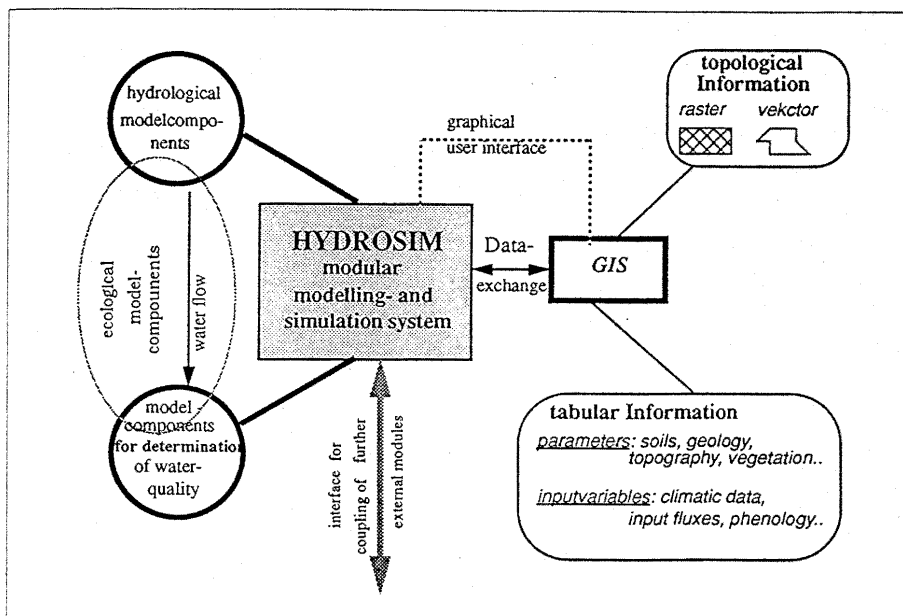 hydrological
modelcompo-
nents
ecological
model-
compounents
water flow
model -
components
for determination
of water-
quality
HYDROSIM
modular
modelling- and
simulation system
graphical
user interface
Data-
exchange
GIS
topological
Information
raster vekctor
tabular Information
parameters: soils, geology,
topography, vegetation..
inputvariables: climatic data,
input fluxes, phenology..
interface for
coupling of further
external modules